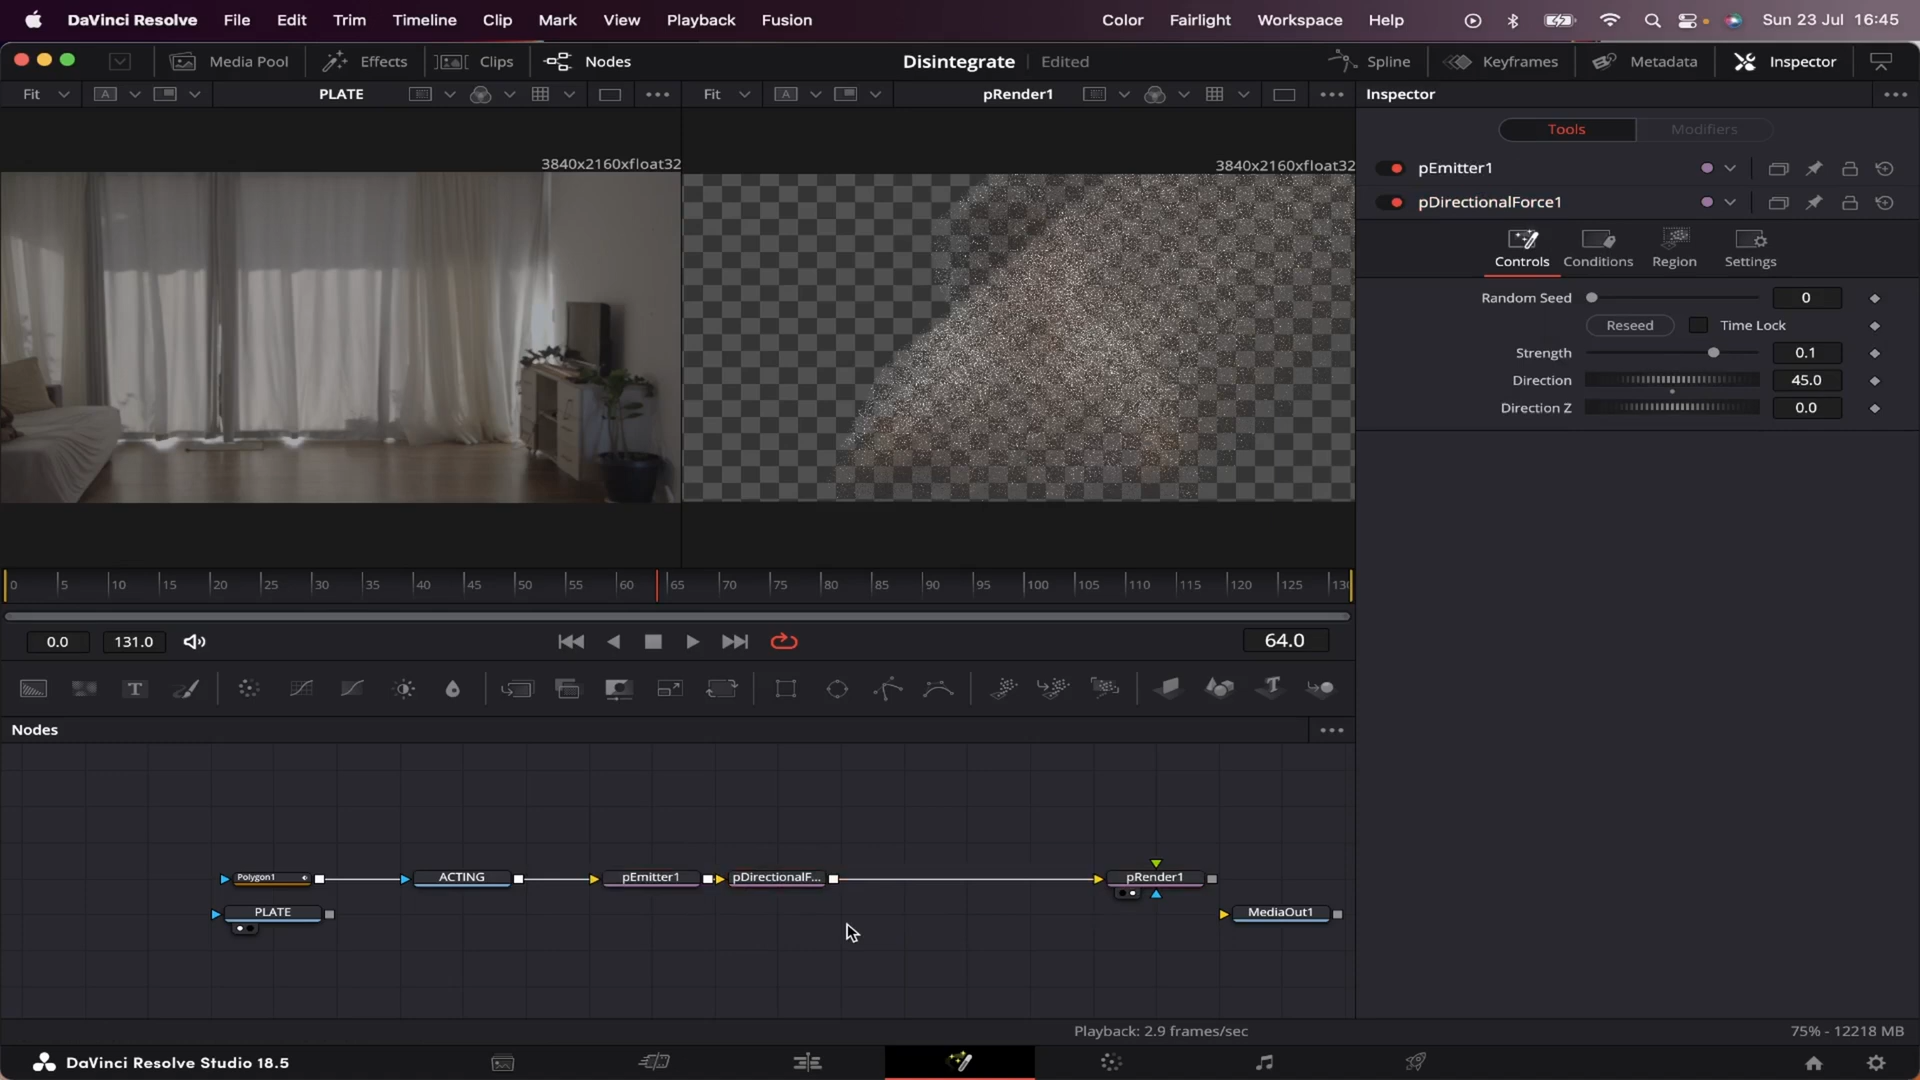 DaVinci Resolve File Edit Trim Timeline Clip Mark View Playback Fusion Color Fairlight Workspace Help Sun 23 Jul 16:45
Media Pool Effects Clips Nodes Disintegrate Edited Spline Keyframes Metadata Inspector
Fit A PLATE Fit A pRender1 Inspector
Tools Modifiers
3840x2160xfloat32 3840x2160xfloat32
pEmitter1
pDirectionalForce1
Controls Conditions Region Settings
Random Seed 0
Reseed Time Lock
Strength 0.1
Direction 45.0
Direction Z 0.0
0 5 10 15 20 25 30 35 40 45 50 55 60 65 70 75 80 85 90 95 100 105 110 115 120 125 130
0.0 131.0 64.0
T T
Nodes
Polygon1 ACTING pEmitter1 pDirectionalF... pRender1
PLATE MediaOut1
Playback: 2.9 frames/sec 75% - 12218 MB
DaVinci Resolve Studio 18.5